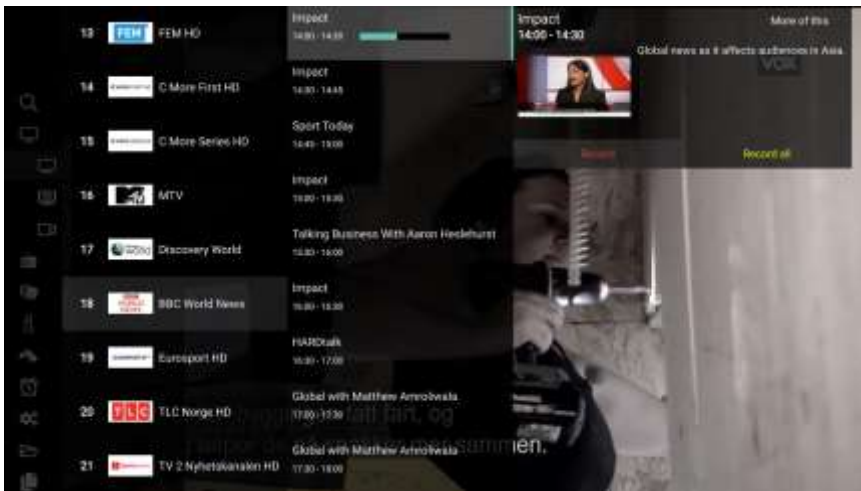 13 FEM FEM HD
14 C More First HD
15 C More Series HD
16 MTV
17 Discovery World
18 BBC World News
19 Eurosport HD
20 TLC TLC Norge HD
21 TV 2 Nyhetskanalen HD
Impact
14:00 - 14:30
Impact
14:30 - 14:45
Sport Today
14:45 - 15:00
Impact
15:00 - 15:30
Talking Business With Aaron Heslehurst
15:30 - 16:00
Impact
16:00 - 16:30
HARDtalk
16:30 - 17:00
Global with Matthew Amroliwala
17:00 - 17:30
Global with Matthew Amroliwala
17:30 - 18:00
Impact
14:00 - 14:30
More of this
Global news as it affects audiences in Asia.
VOX
Record
Record all
fatt fart, og
sammen.